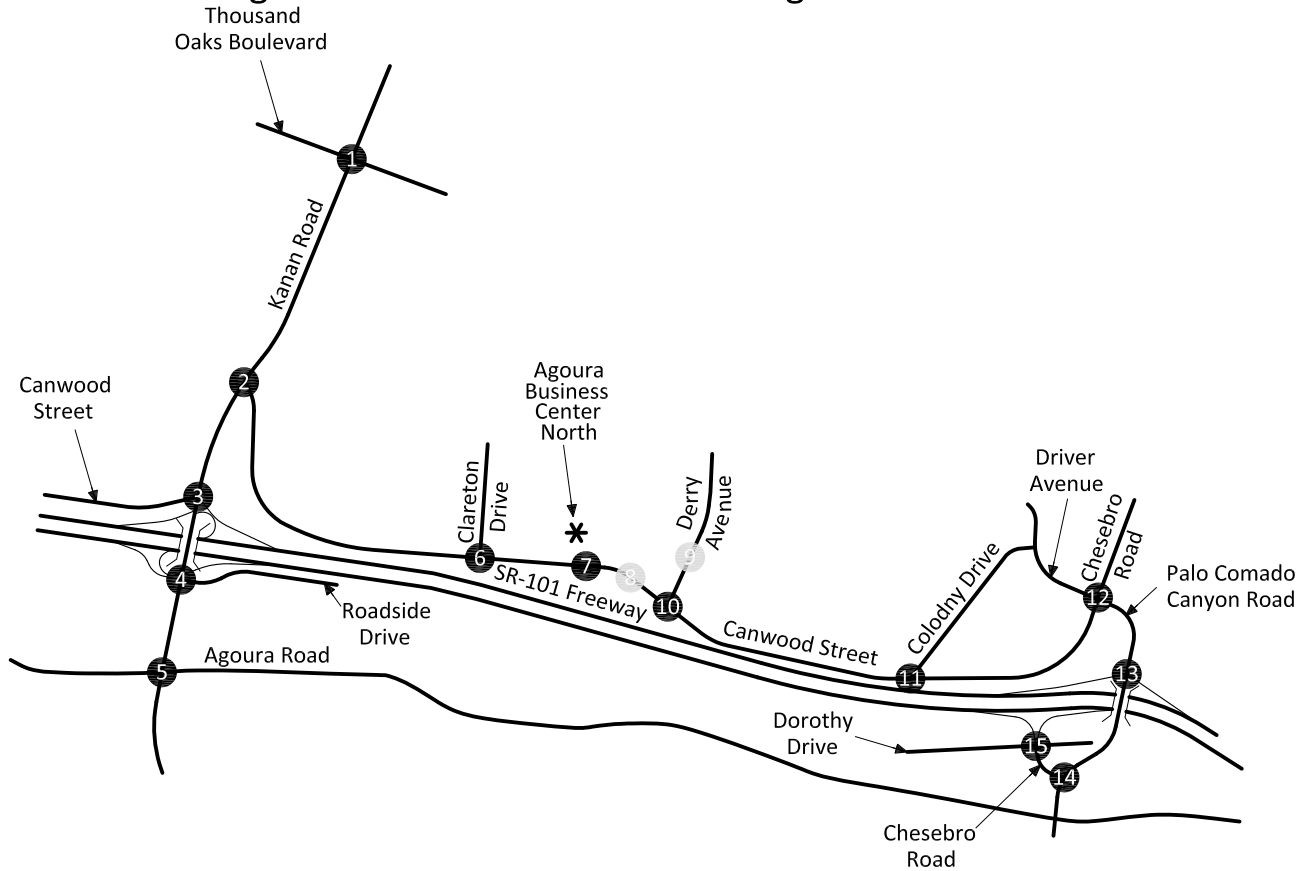 Thousand
Oaks Boulevard
1
Kanan Road
2
Canwood
Street
3
4
Roadside
Drive
5
Agoura Road
Agoura
Business
Center
North
Clareton
Drive
6
7
8
SR-101 Freeway
Derry
Avenue
9
10
Canwood Street
11
Colodny Drive
Driver
Avenue
Chesebro
Road
12
Palo Comado
Canyon Road
13
Dorothy
Drive
15
14
Chesebro
Road